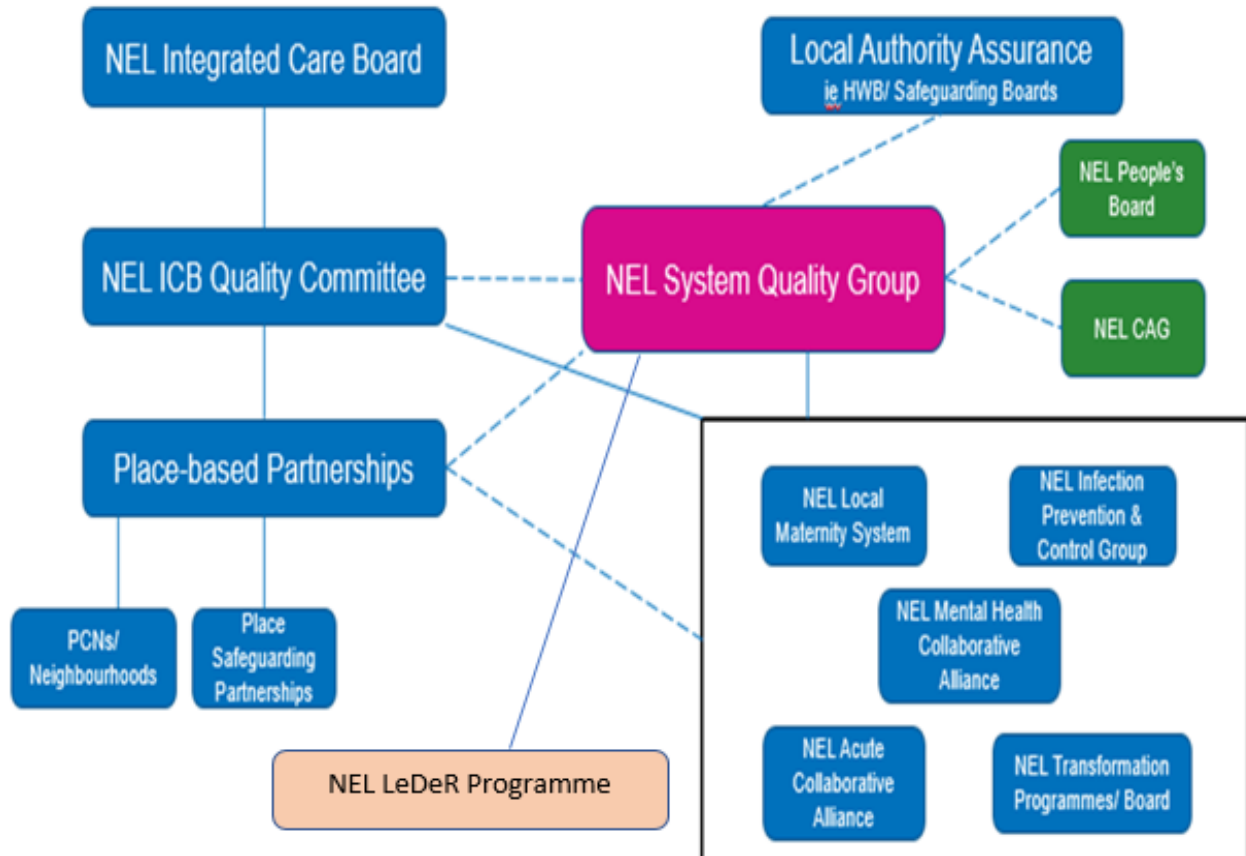 NEL Integrated Care Board
Local Authority Assurance
ie HWB/ Safeguarding Boards
NEL People's
Board
NEL ICB Quality Committee
NEL System Quality Group
NEL CAG
Place-based Partnerships
NEL Local
Maternity System
NEL Infection
Prevention &
Control Group
NEL Mental Health
Collaborative
Alliance
PCNs/
Neighbourhoods
Place
Safeguarding
Partnerships
NEL LeDeR Programme
NEL Acute
Collaborative
Alliance
NEL Transformation
Programmes/ Board